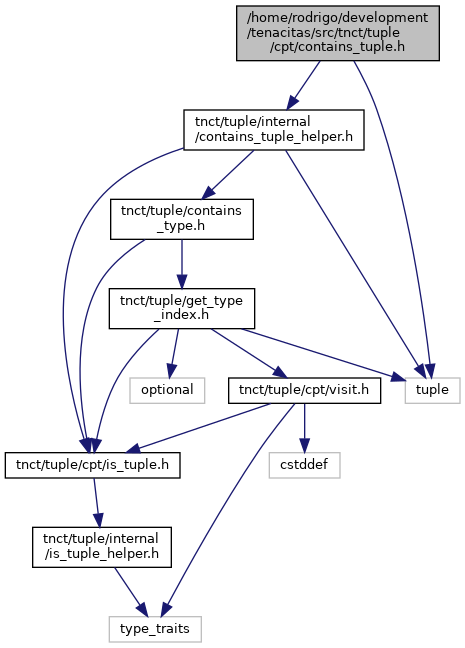 /home/rodrigo/development
/tenacitas/src/tnct/tuple
/cpt/contains_tuple.h
tnct/tuple/internal
/contains_tuple_helper.h
tnct/tuple/contains
_type.h
tnct/tuple/get_type
_index.h
optional
tnct/tuple/cpt/visit.h
tuple
tnct/tuple/cpt/is_tuple.h
cstddef
tnct/tuple/internal
/is_tuple_helper.h
type_traits